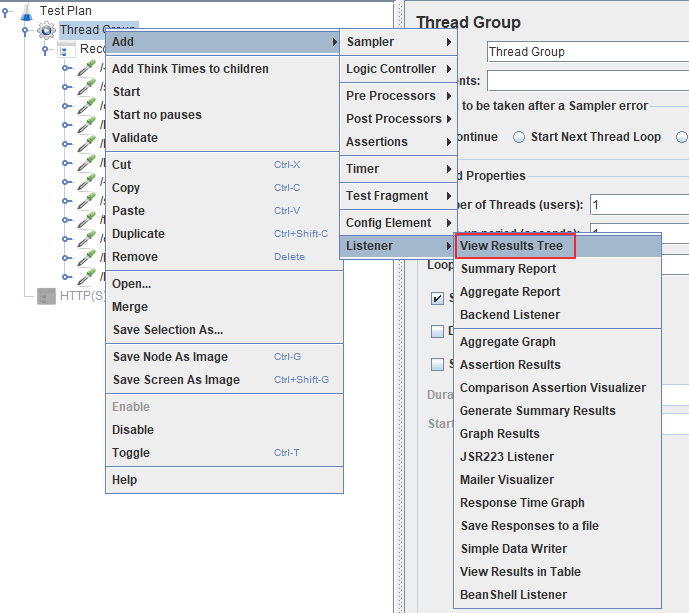 Test Plan
Thread Group
Add
Add Think Times to children
Start
Start no pauses
Validate
Cut Ctrl-X
Copy Ctrl-C
Paste Ctrl-V
Duplicate Ctrl+Shift-C
Remove Delete
Open...
Merge
Save Selection As...
Save Node As Image Ctrl-G
Save Screen As Image Ctrl+Shift-G
Enable
Disable
Toggle Ctrl-T
Help
HTTP(S)
Sampler
Logic Controller
Pre Processors
Post Processors
Assertions
Timer
Test Fragment
Config Element
Listener
View Results Tree
Summary Report
Aggregate Report
Backend Listener
Aggregate Graph
Assertion Results
Comparison Assertion Visualizer
Generate Summary Results
Graph Results
JSR223 Listener
Mailer Visualizer
Response Time Graph
Save Responses to a file
Simple Data Writer
View Results in Table
BeanShell Listener
Thread Group
Thread Group
to be taken after a Sampler error
Start Next Thread Loop
Properties
of Threads (users): 1
Loop